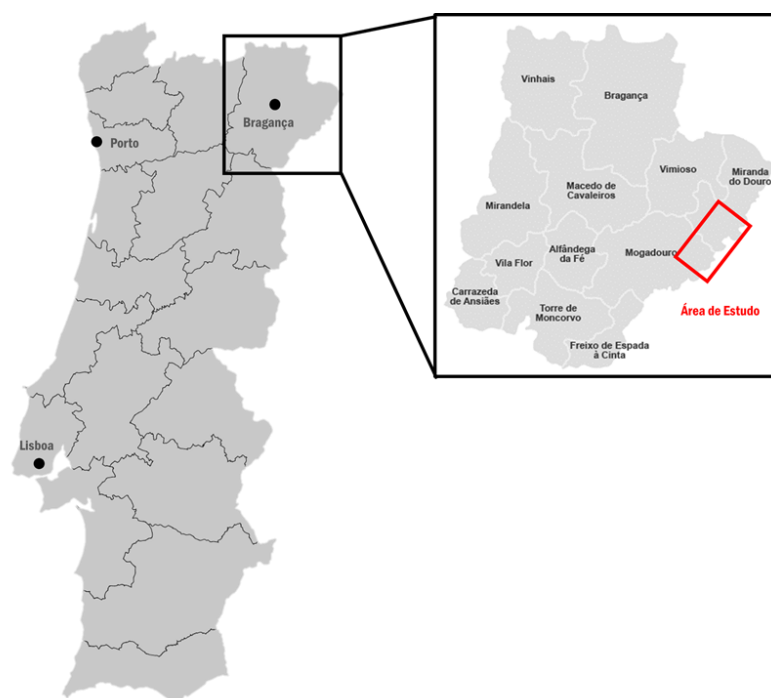 Bragança
Porto
Lisboa
Vinhais
Bragança
Vimioso
Miranda
do Douro
Macedo de
Cavaleiros
Mirandela
Alfândega
da Fé
Mogadouro
Vila Flor
Carrazeda
de Ansiães
Torre de
Moncorvo
Freixo de Espada
à Cinta
Área de Estudo